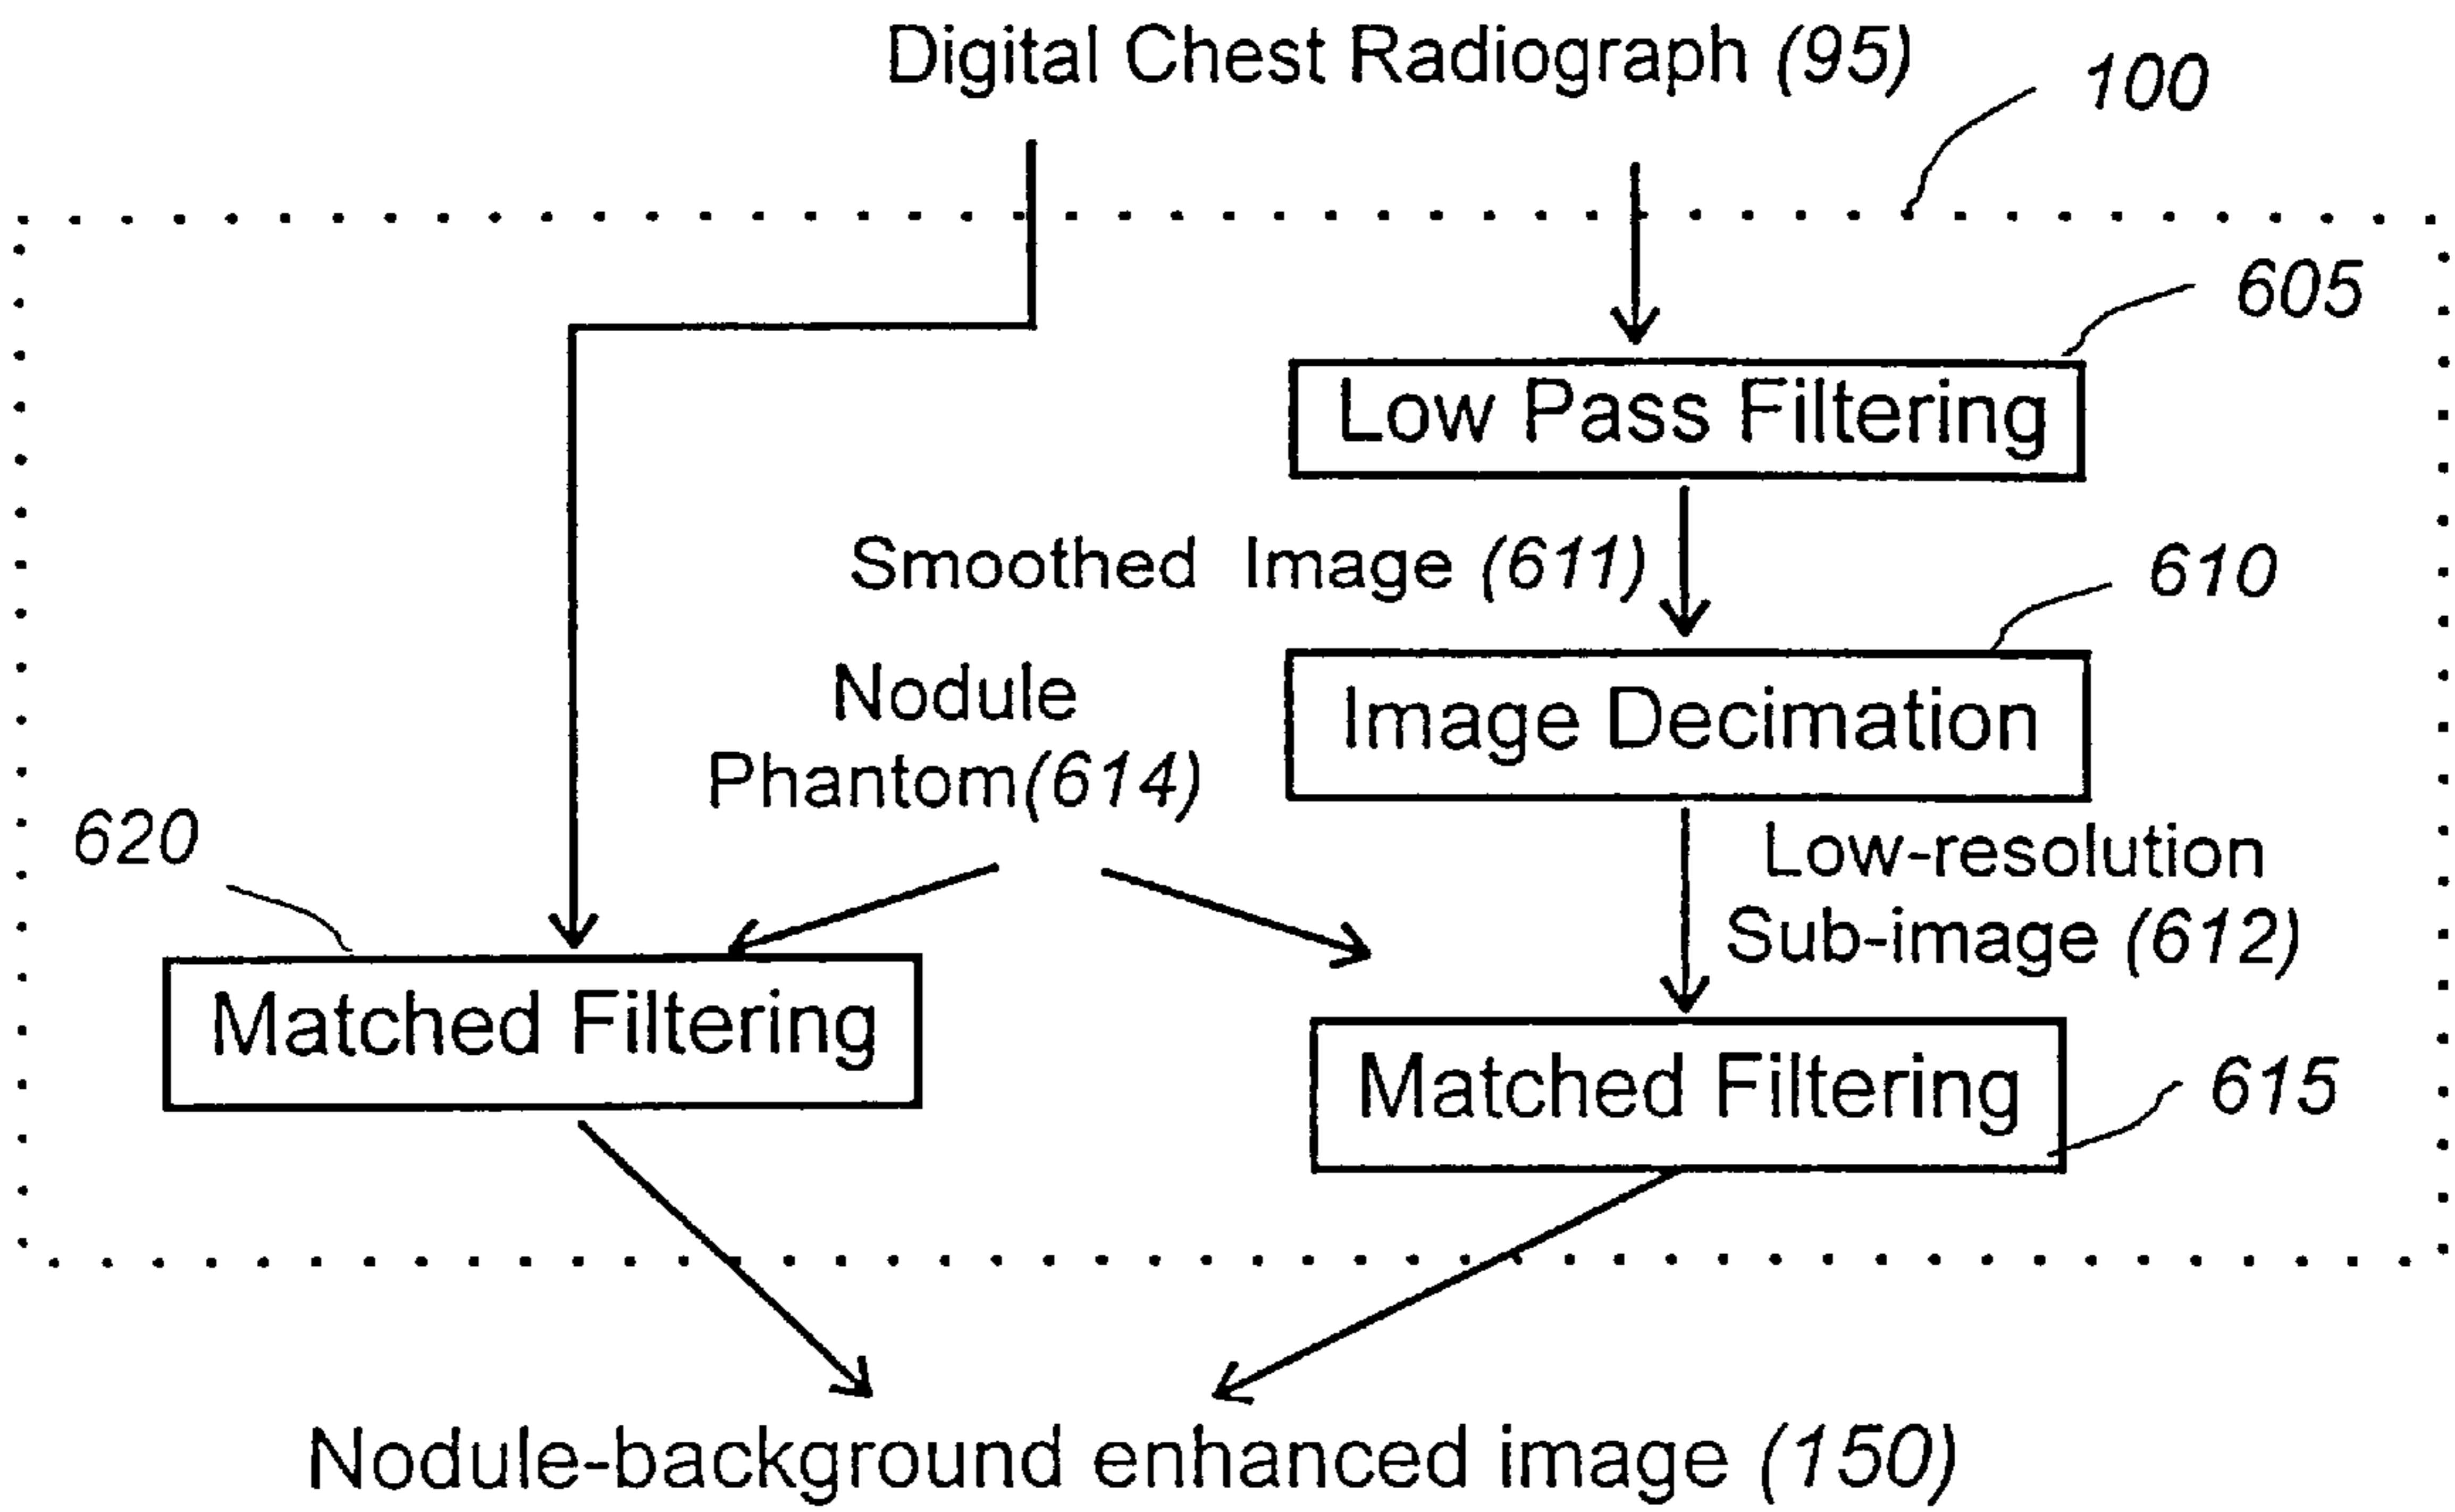 Digital Chest Radiograph (95)
100
605
Low Pass Filtering
Smoothed Image (611)
610
Nodule
Phantom(614)
Image Decimation
620
Low-resolution
Sub-image (612)
Matched Filtering
Matched Filtering
615
Nodule-background enhanced image (150)